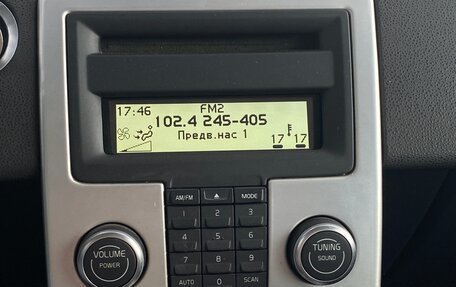 17:46 FM2
102.4 245-405
Предв.нас 1
17 17
AM/FM MODE
1 2 3
4 5 6
7 8 9
AUTO 0 SCAN
VOLUME
POWER
TUNING
SOUND